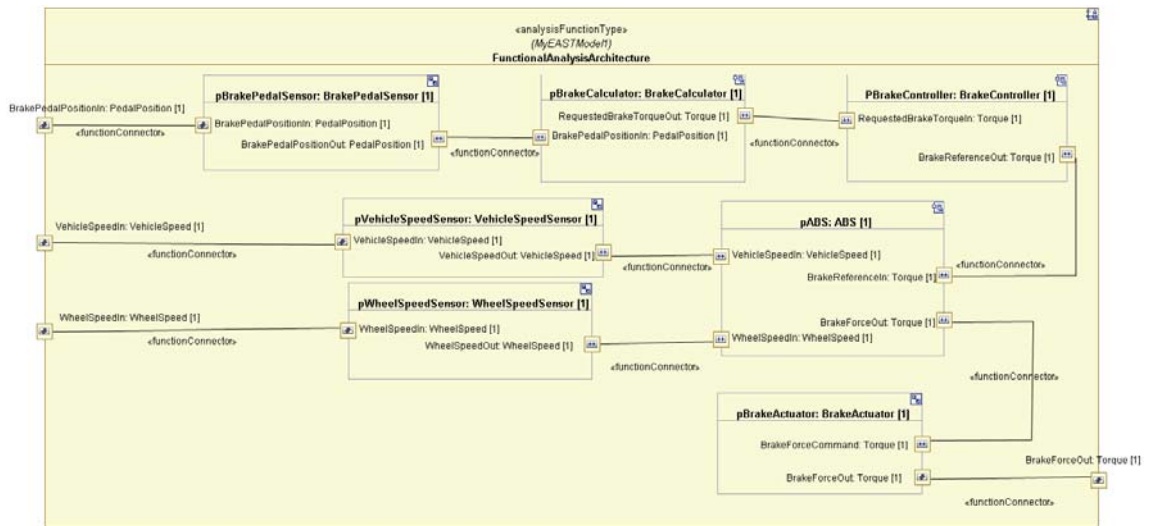 «analysisFunctionType»
(MyEASTModel1)
FunctionalAnalysisArchitecture
BrakePedalPositionIn: PedalPosition [1]
«functionConnector»
pBrakePedalSensor: BrakePedalSensor [1]
BrakePedalPositionIn: PedalPosition [1]
BrakePedalPositionOut: PedalPosition [1]
«functionConnector»
pBrakeCalculator: BrakeCalculator [1]
RequestedBrakeTorqueOut: Torque [1]
BrakePedalPositionIn: PedalPosition [1]
«functionConnector»
PBrakeController: BrakeController [1]
RequestedBrakeTorqueIn: Torque [1]
BrakeReferenceOut: Torque [1]
VehicleSpeedIn: VehicleSpeed [1]
«functionConnector»
pVehicleSpeedSensor: VehicleSpeedSensor [1]
VehicleSpeedIn: VehicleSpeed [1]
VehicleSpeedOut: VehicleSpeed [1]
«functionConnector»
pABS: ABS [1]
VehicleSpeedIn: VehicleSpeed [1]
BrakeReferenceIn: Torque [1]
«functionConnector»
BrakeForceOut: Torque [1]
WheelSpeedIn: WheelSpeed [1]
WheelSpeedIn: WheelSpeed [1]
«functionConnector»
pWheelSpeedSensor: WheelSpeedSensor [1]
WheelSpeedIn: WheelSpeed [1]
WheelSpeedOut: WheelSpeed [1]
«functionConnector»
«functionConnector»
pBrakeActuator: BrakeActuator [1]
BrakeForceCommand: Torque [1]
BrakeForceOut: Torque [1]
BrakeForceOut: Torque [1]
«functionConnector»